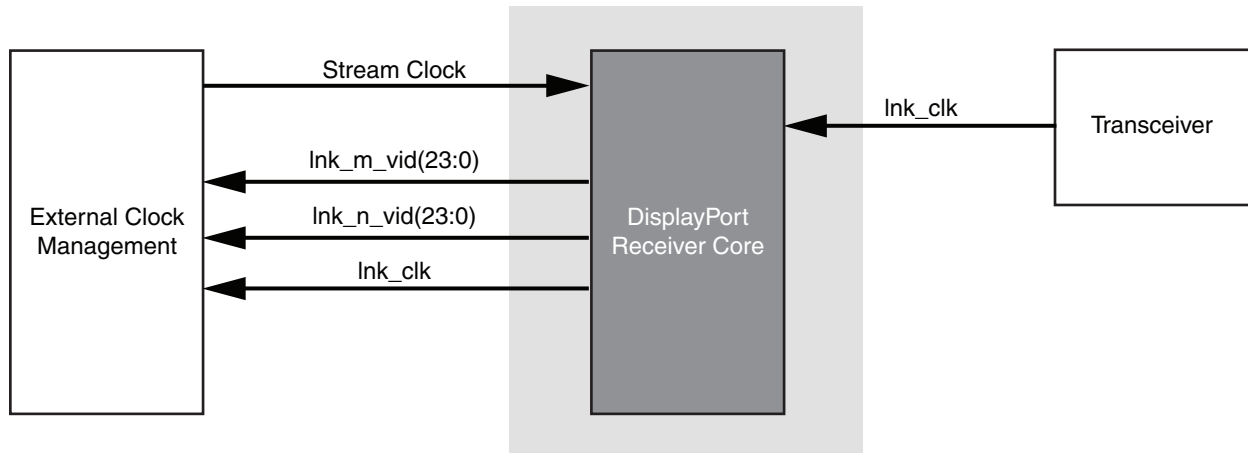 Stream Clock
lnk_clk
Transceiver
lnk_m_vid(23:0)
External Clock
Management
lnk_n_vid(23:0)
DisplayPort
Receiver Core
lnk_clk